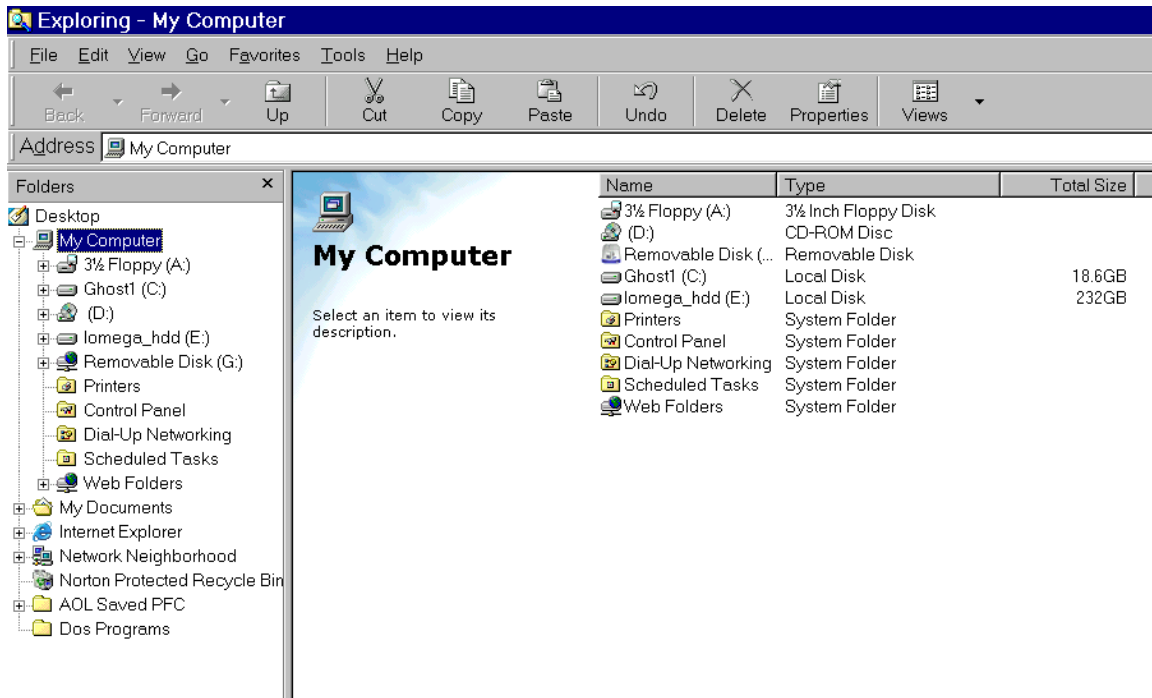 Exploring - My Computer
File Edit View Go Favorites Tools Help
Back Forward Up Cut Copy Paste Undo Delete Properties Views
Address My Computer
Folders
Desktop
My Computer
3½ Floppy (A:)
Ghost1 (C:)
(D:)
Iomega_hdd (E:)
Removable Disk (G:)
Printers
Control Panel
Dial-Up Networking
Scheduled Tasks
Web Folders
My Documents
Internet Explorer
Network Neighborhood
Norton Protected Recycle Bin
AOL Saved PFC
Dos Programs
My Computer
Select an item to view its
description.
Name Type Total Size
3½ Floppy (A:) 3½ Inch Floppy Disk
(D:) CD-ROM Disc
Removable Disk (... Removable Disk
Ghost1 (C:) Local Disk 18.6GB
Iomega_hdd (E:) Local Disk 232GB
Printers System Folder
Control Panel System Folder
Dial-Up Networking System Folder
Scheduled Tasks System Folder
Web Folders System Folder